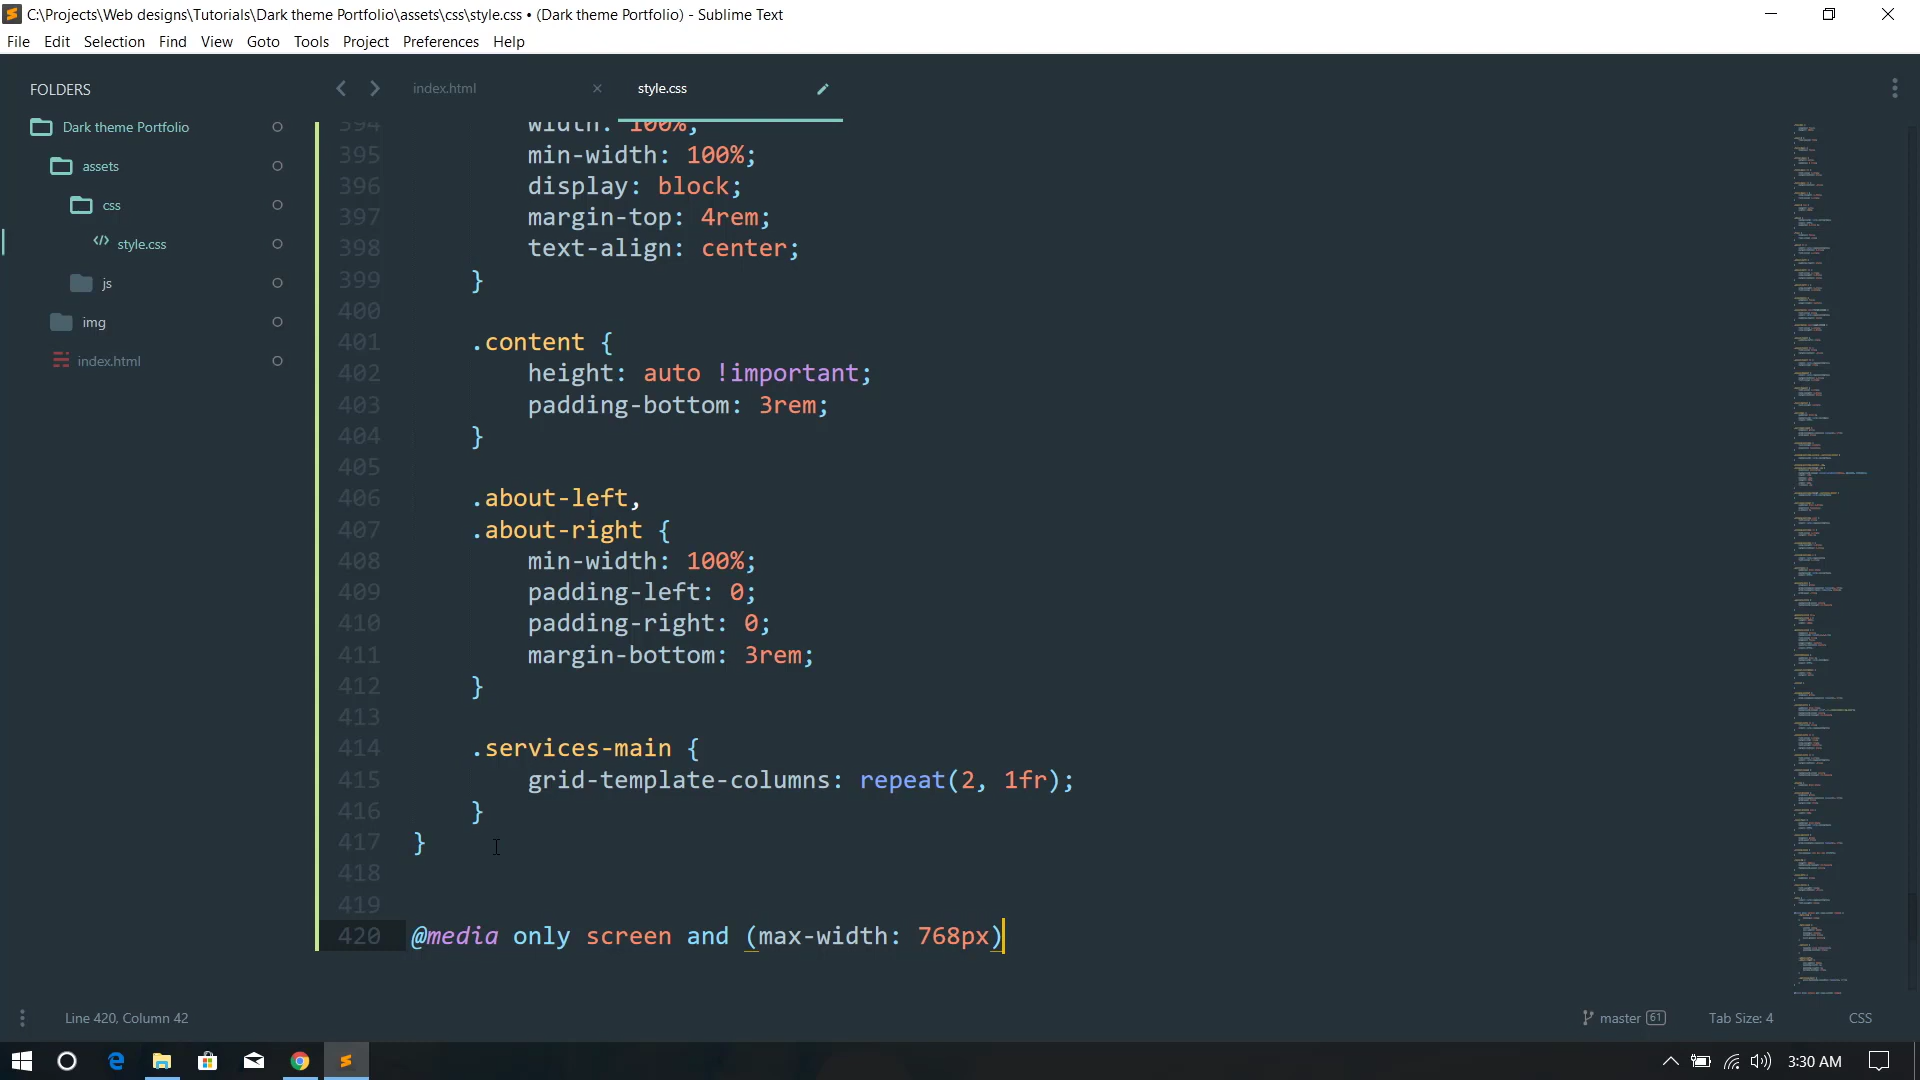 C:\Projects\Web designs\Tutorials\Dark theme Portfolio\assets\css\style.css • (Dark theme Portfolio) - Sublime Text
File Edit Selection Find View Goto Tools Project Preferences Help
FOLDERS
Dark theme Portfolio
assets
css
style.css
js
img
index.html
index.html style.css
394 width: 100%;
395 min-width: 100%;
396 display: block;
397 margin-top: 4rem;
398 text-align: center;
399 }
400
401 .content {
402 height: auto !important;
403 padding-bottom: 3rem;
404 }
405
406 .about-left,
407 .about-right {
408 min-width: 100%;
409 padding-left: 0;
410 padding-right: 0;
411 margin-bottom: 3rem;
412 }
413
414 .services-main {
415 grid-template-columns: repeat(2, 1fr);
416 }
417 }
418
419
420 @media only screen and (max-width: 768px)
Line 420, Column 42 master 61 Tab Size: 4 CSS
3:30 AM